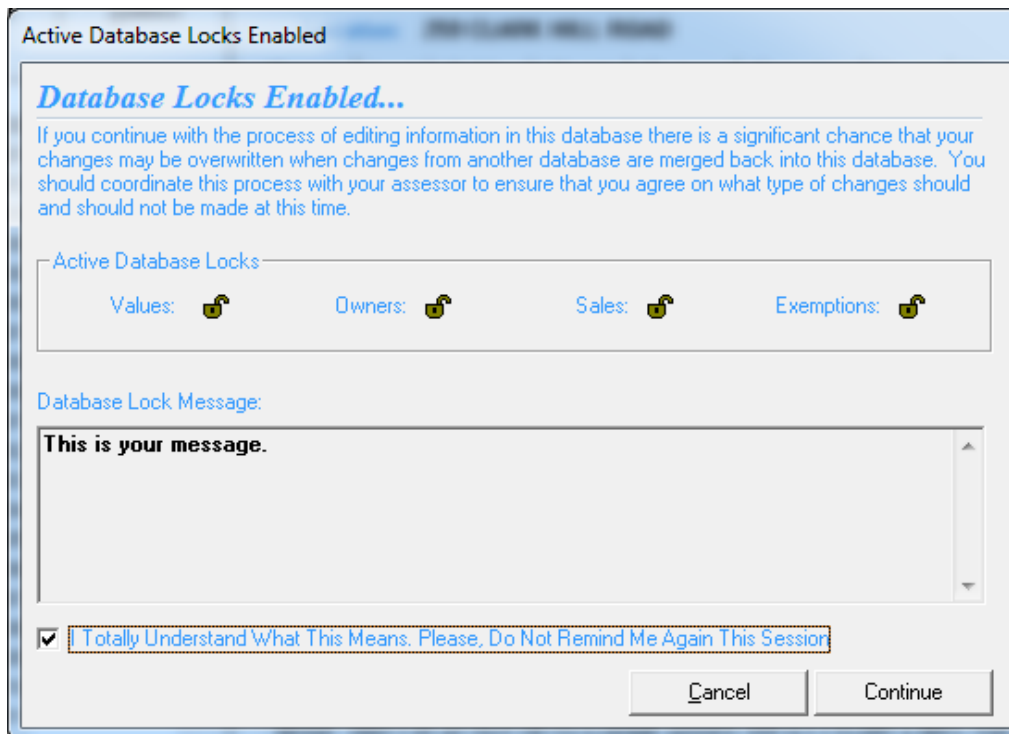 Active Database Locks Enabled
259 CLARK HILL ROAD
Database Locks Enabled...
If you continue with the process of editing information in this database there is a significant chance that your
changes may be overwritten when changes from another database are merged back into this database. You
should coordinate this process with your assessor to ensure that you agree on what type of changes should
and should not be made at this time.
Active Database Locks
Values: Owners: Sales: Exemptions:
Database Lock Message:
This is your message.
I Totally Understand What This Means. Please, Do Not Remind Me Again This Session
Cancel Continue